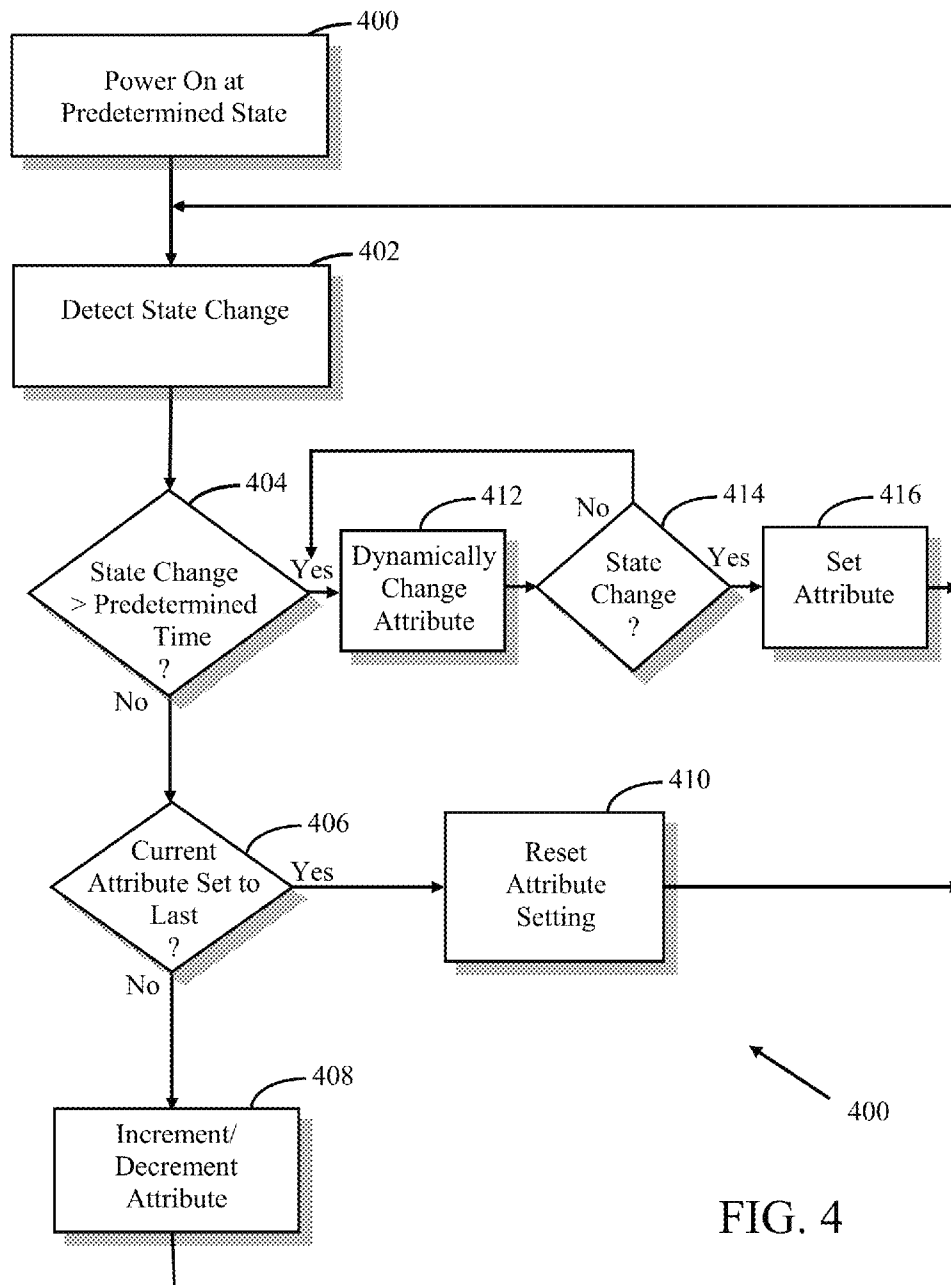 400
Power On at
Predetermined State
402
Detect State Change
404
State Change
> Predetermined
Time
?
Yes
No
412
Dynamically
Change
Attribute
414
No
State
Change
?
Yes
416
Set
Attribute
406
Current
Attribute Set to
Last
?
Yes
No
410
Reset
Attribute
Setting
408
Increment/
Decrement
Attribute
400
FIG. 4